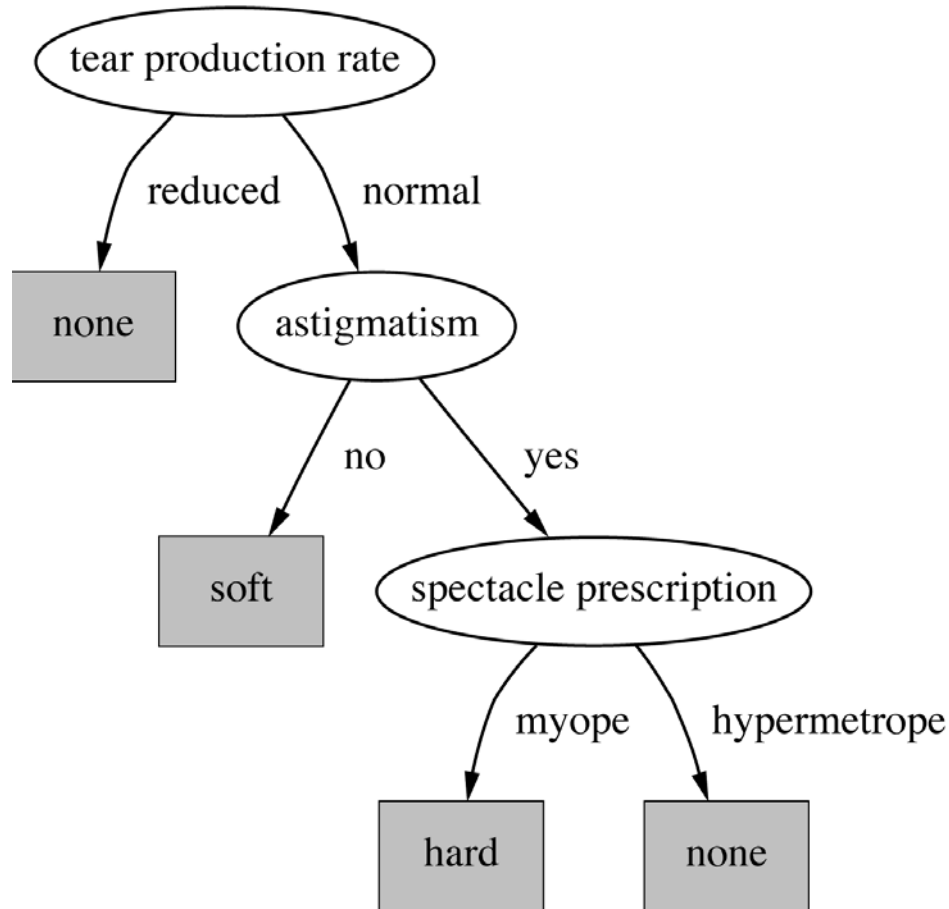 tear production rate
reduced
normal
none
astigmatism
no
yes
soft
spectacle prescription
myope
hypermetrope
hard
none